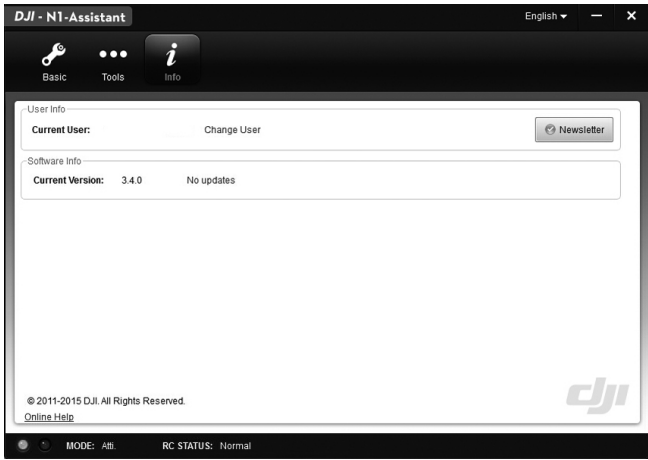 DJI - N1-Assistant
English
Basic
Tools
Info
User Info
Current User: Change User
Newsletter
Software Info
Current Version: 3.4.0 No updates
© 2011-2015 DJI. All Rights Reserved.
Online Help
dji
MODE: Atti. RC STATUS: Normal